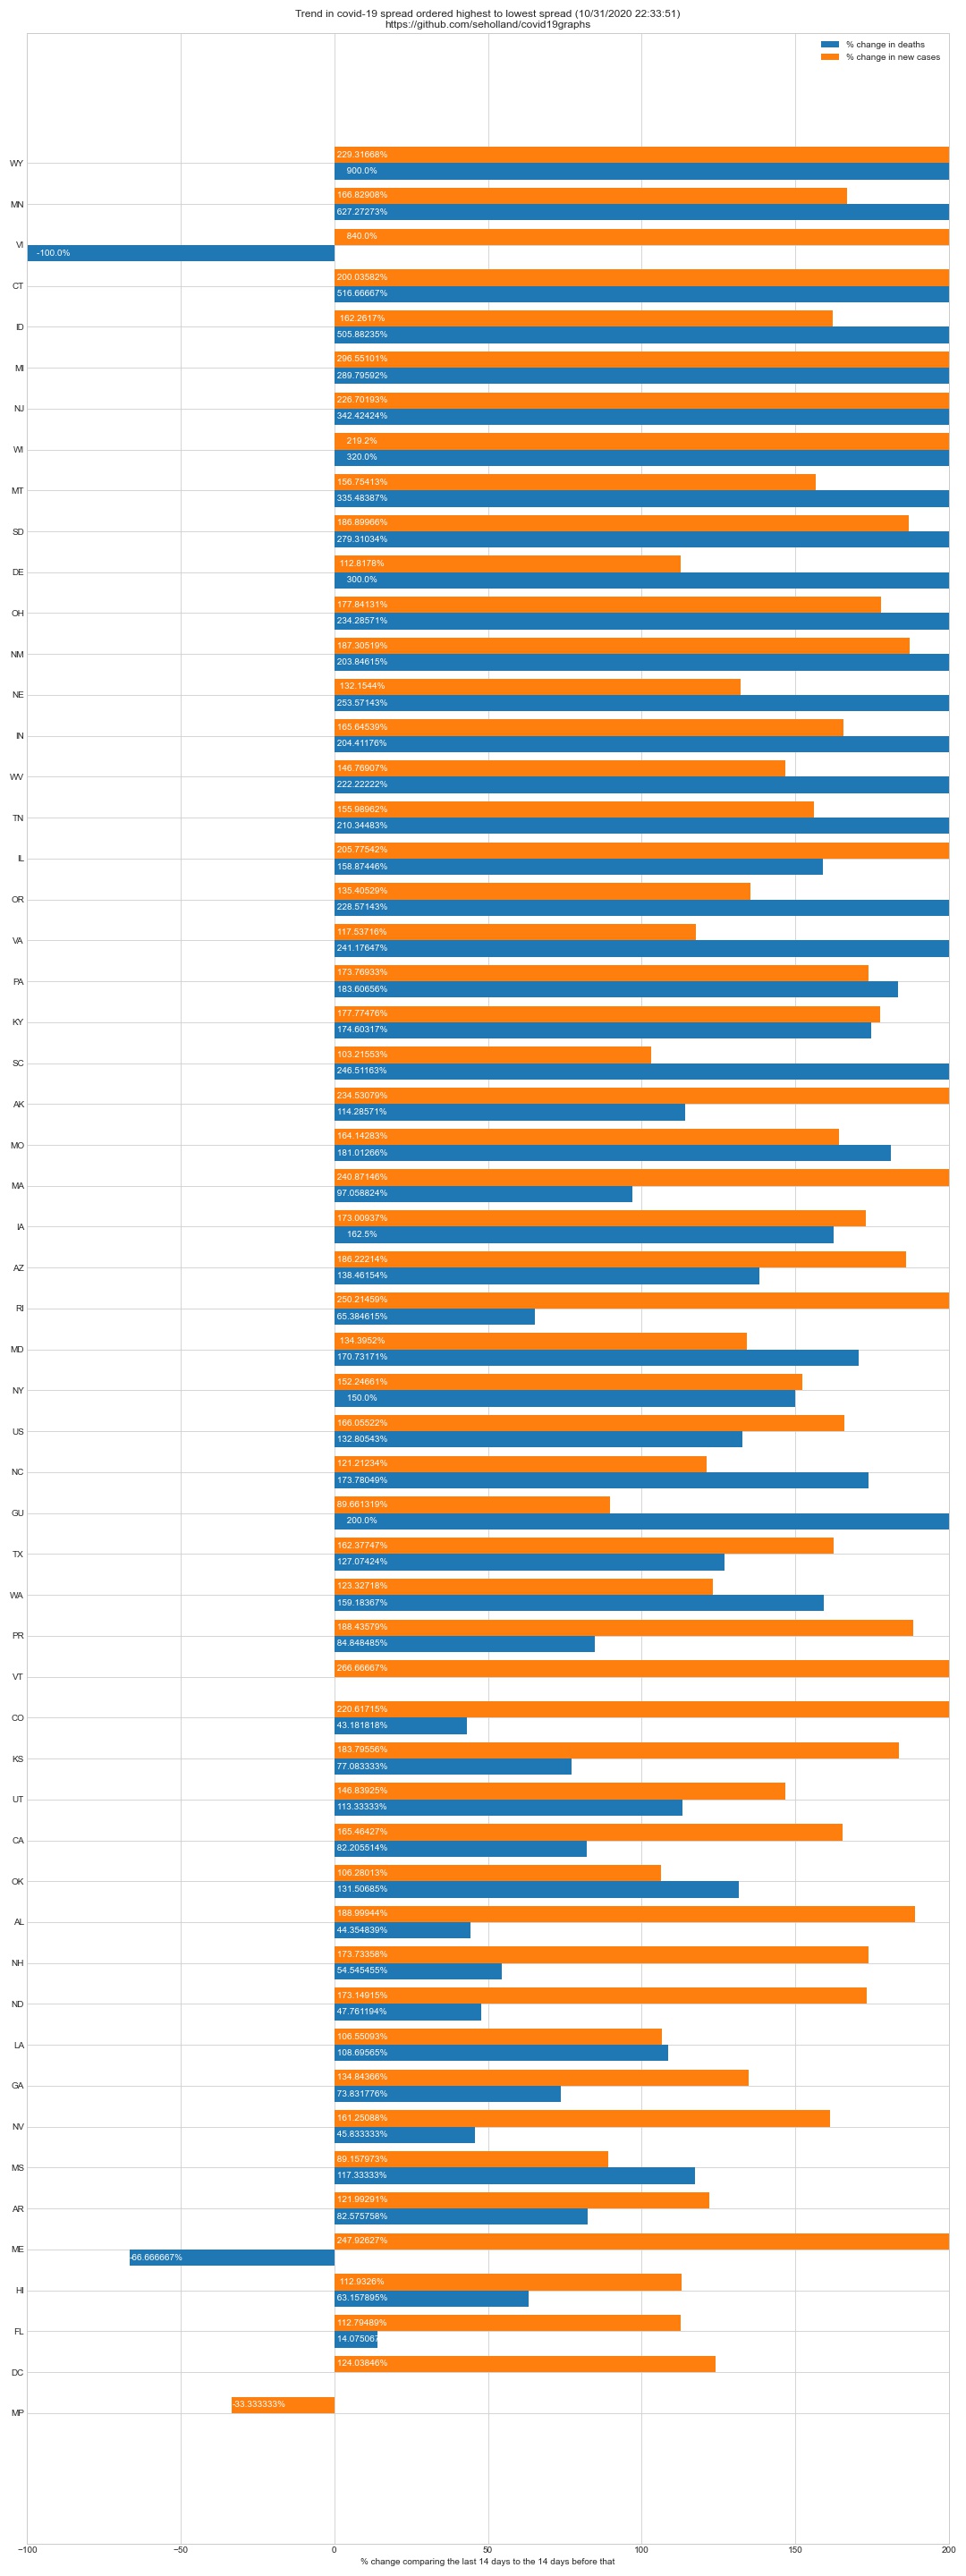 Trend in covid-19 spread ordered highest to lowest spread (10/31/2020 22:33:51)
https://github.com/seholland/covid19graphs
% change in deaths
% change in new cases
229.31668%
WY
900.0%
166.82908%
MN
627.27273%
840.0%
VI
-100.0%
200.03582%
CT
516.66667%
162.2617%
ID
505.88235%
296.55101%
MI
289.79592%
226.70193%
NJ
342.42424%
219.2%
WI
320.0%
156.75413%
MT
335.48387%
186.89966%
SD
279.31034%
112.8178%
DE
300.0%
177.84131%
OH
234.28571%
187.30519%
NM
203.84615%
132.1544%
NE
253.57143%
165.64539%
IN
204.41176%
146.76907%
WV
222.22222%
155.98962%
TN
210.34483%
205.77542%
IL
158.87446%
135.40529%
OR
228.57143%
117.53716%
VA
241.17647%
173.76933%
PA
183.60656%
177.77476%
KY
174.60317%
103.21553%
SC
246.51163%
234.53079%
AK
114.28571%
164.14283%
MO
181.01266%
240.87146%
MA
97.058824%
173.00937%
IA
162.5%
186.22214%
AZ
138.46154%
250.21459%
RI
65.384615%
134.3952%
MD
170.73171%
152.24661%
NY
150.0%
166.05522%
US
132.80543%
121.21234%
NC
173.78049%
89.661319%
GU
200.0%
162.37747%
TX
127.07424%
123.32718%
WA
159.18367%
188.43579%
PR
84.848485%
266.66667%
VT
220.61715%
CO
43.181818%
183.79556%
KS
77.083333%
146.83925%
UT
113.33333%
165.46427%
CA
82.205514%
106.28013%
OK
131.50685%
188.99944%
AL
44.354839%
173.73358%
NH
54.545455%
173.14915%
ND
47.761194%
106.55093%
LA
108.69565%
134.84366%
GA
73.831776%
161.25088%
NV
45.833333%
89.157973%
MS
117.33333%
121.99291%
AR
82.575758%
247.92627%
ME
-66.666667%
112.9326%
HI
63.157895%
112.79489%
FL
14.075067
124.03846%
DC
-33.333333%
MP
−100 −50 0 50 100 150 200
% change comparing the last 14 days to the 14 days before that